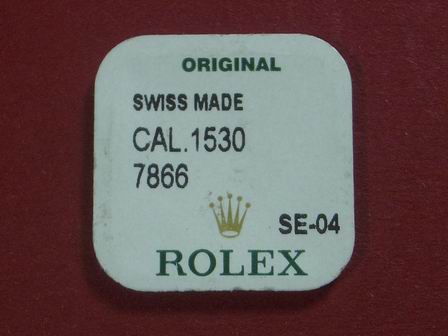 ORIGINAL
SWISS MADE
CAL.1530
7866
SE-04
ROLEX